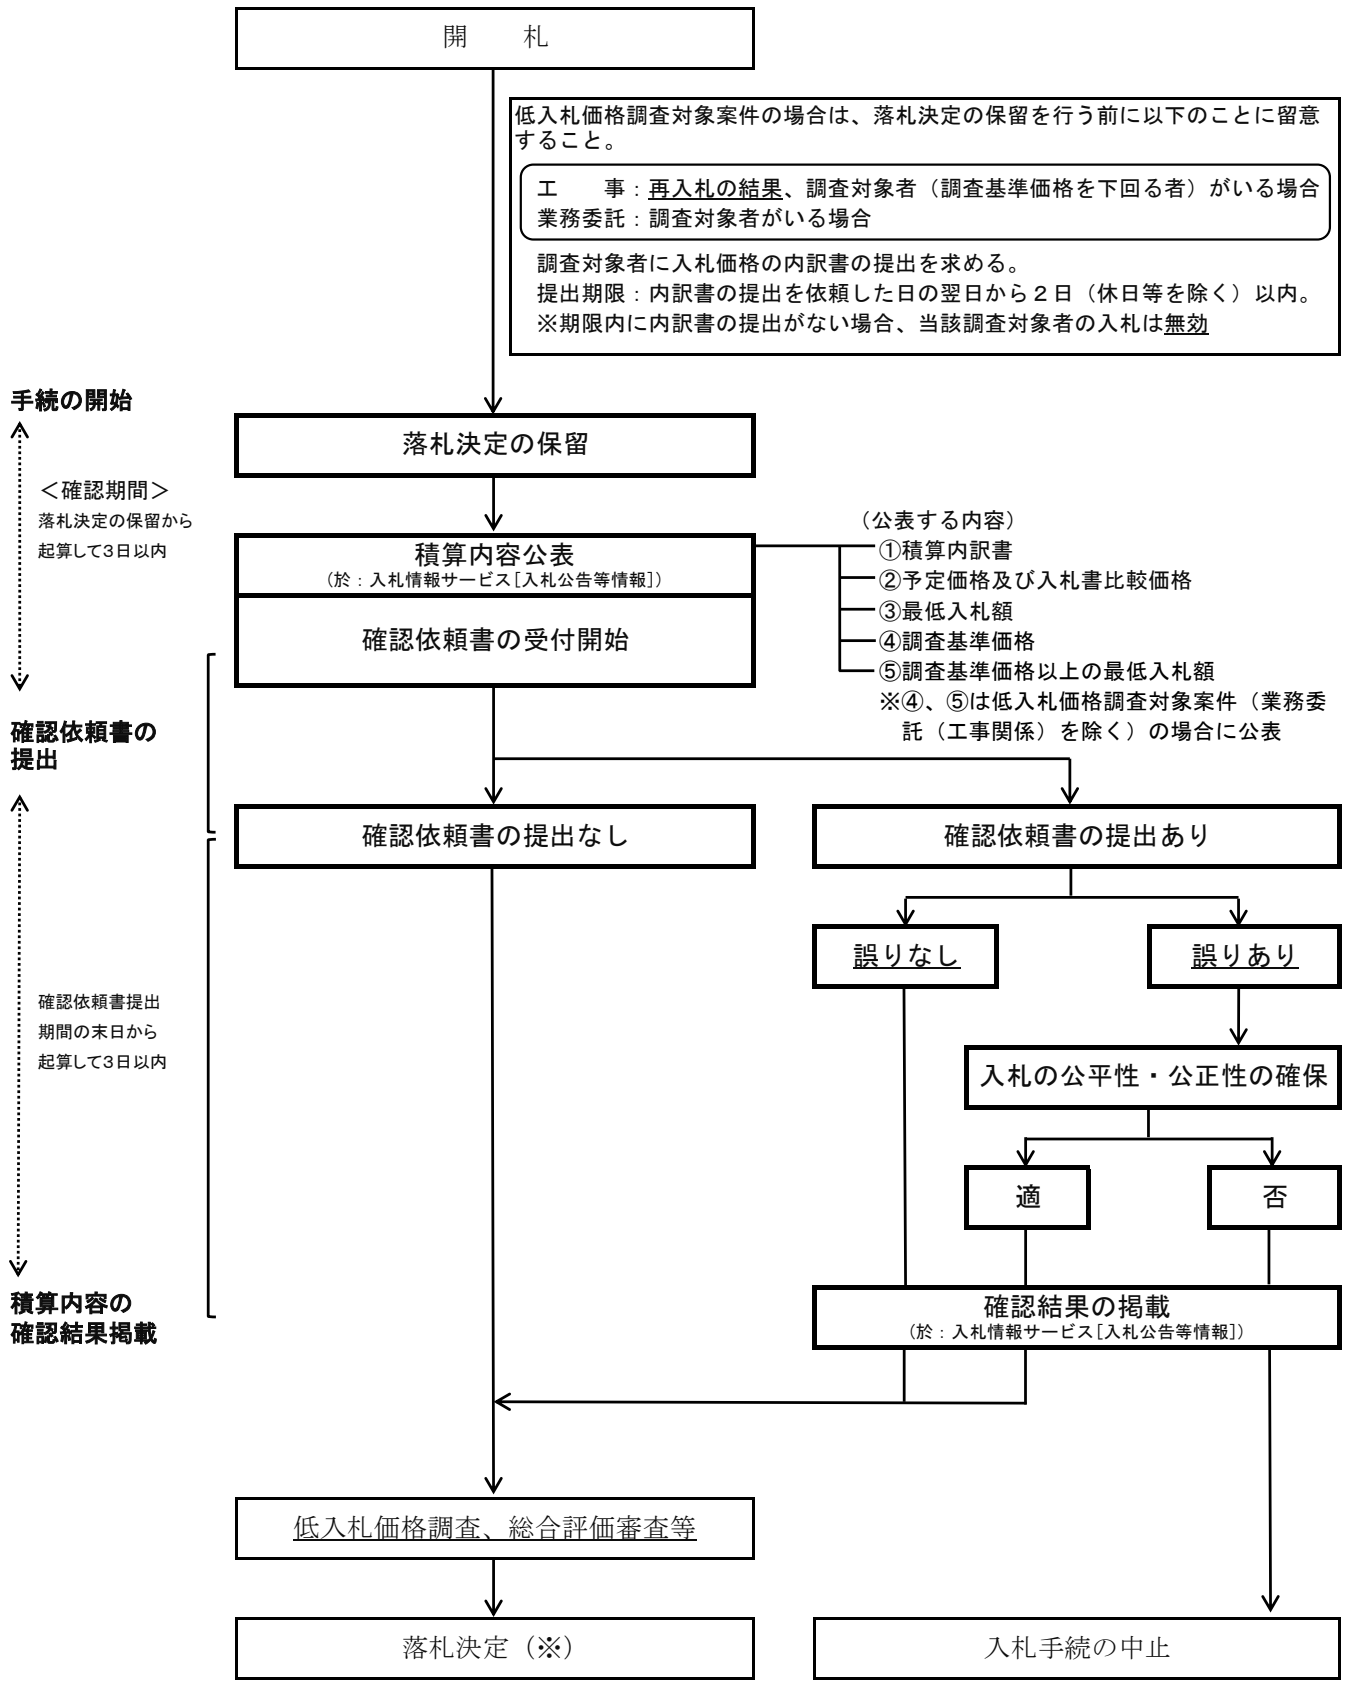 開　　札
低入札価格調査対象案件の場合は、落札決定の保留を行う前に以下のことに留意
すること。
工　　事：再入札の結果、調査対象者（調査基準価格を下回る者）がいる場合
業務委託：調査対象者がいる場合
調査対象者に入札価格の内訳書の提出を求める。
提出期限：内訳書の提出を依頼した日の翌日から２日（休日等を除く）以内。
※期限内に内訳書の提出がない場合、当該調査対象者の入札は無効
手続の開始
落札決定の保留
＜確認期間＞
落札決定の保留から
起算して3日以内
積算内容公表
（於：入札情報サービス[入札公告等情報]）
確認依頼書の受付開始
（公表する内容）
①積算内訳書
②予定価格及び入札書比較価格
③最低入札額
④調査基準価格
⑤調査基準価格以上の最低入札額
※④、⑤は低入札価格調査対象案件（業務委
託（工事関係）を除く）の場合に公表
確認依頼書の
提出
確認依頼書の提出なし
確認依頼書の提出あり
誤りなし
誤りあり
確認依頼書提出
期間の末日から
起算して3日以内
入札の公平性・公正性の確保
適
否
積算内容の
確認結果掲載
確認結果の掲載
（於：入札情報サービス[入札公告等情報]）
低入札価格調査、総合評価審査等
落札決定（※）
入札手続の中止